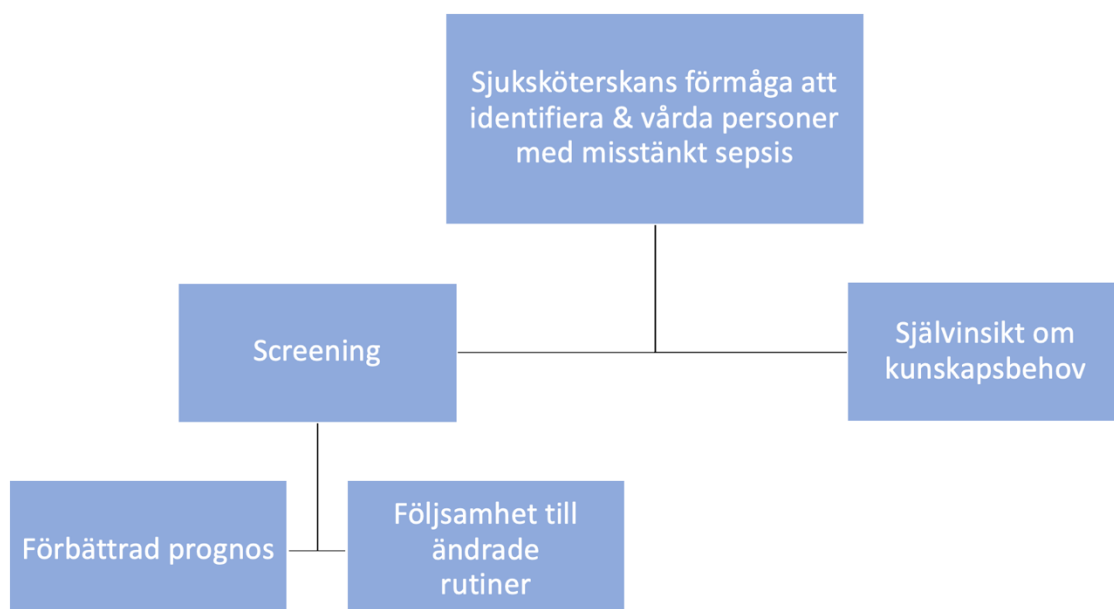 Sjuksköterskans förmåga att
identifiera & vårda personer
med misstänkt sepsis
Screening
Självinsikt om
kunskapsbehov
Förbättrad prognos
Följsamhet till
ändrade
rutiner